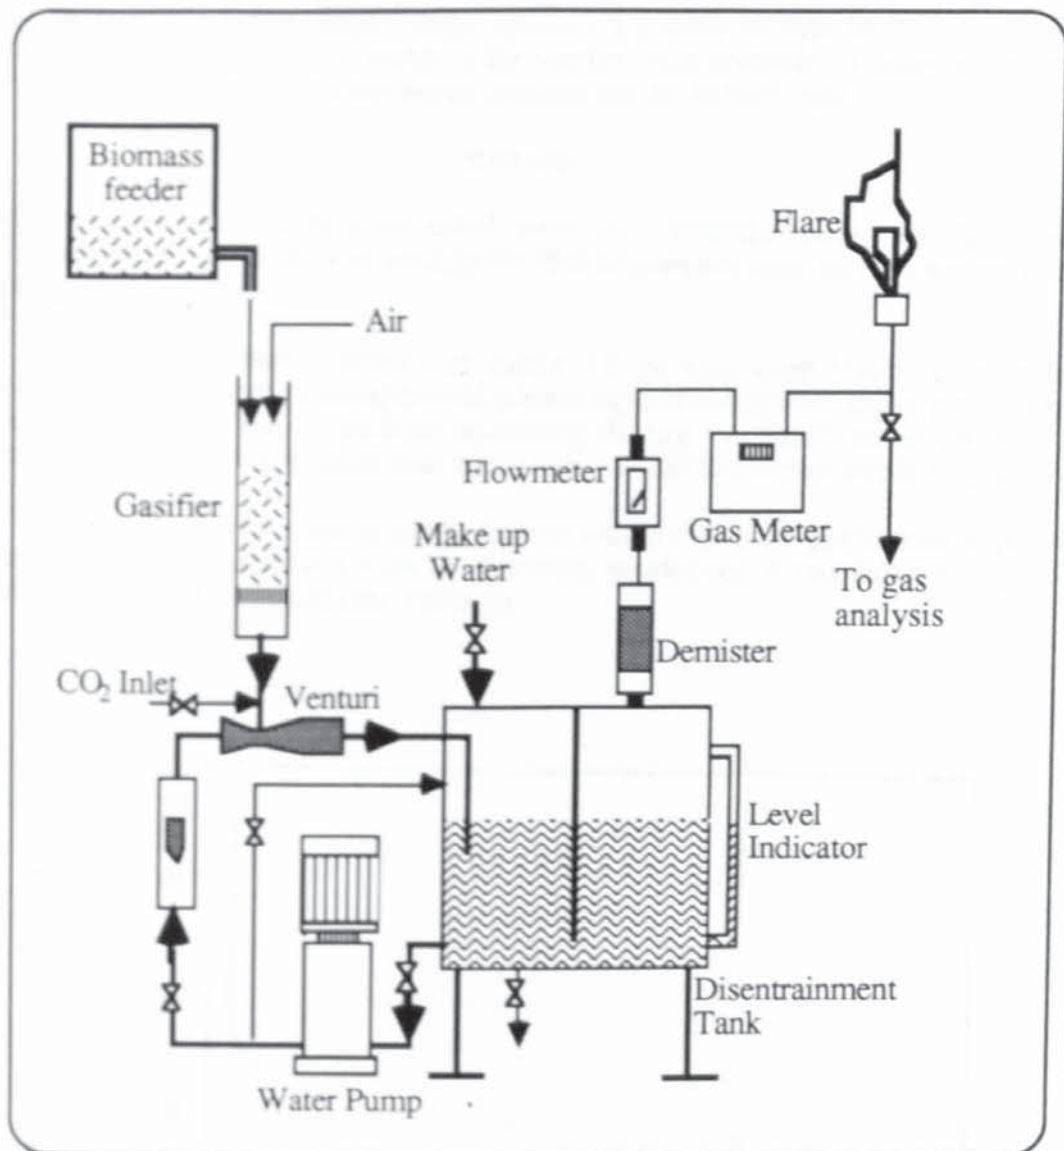 Biomass
feeder
Flare
Air
Flowmeter
Gasifier
Gas Meter
Make up
Water
To gas
analysis
Demister
CO₂ Inlet
Venturi
Level
Indicator
Disentrainment
Tank
Water Pump